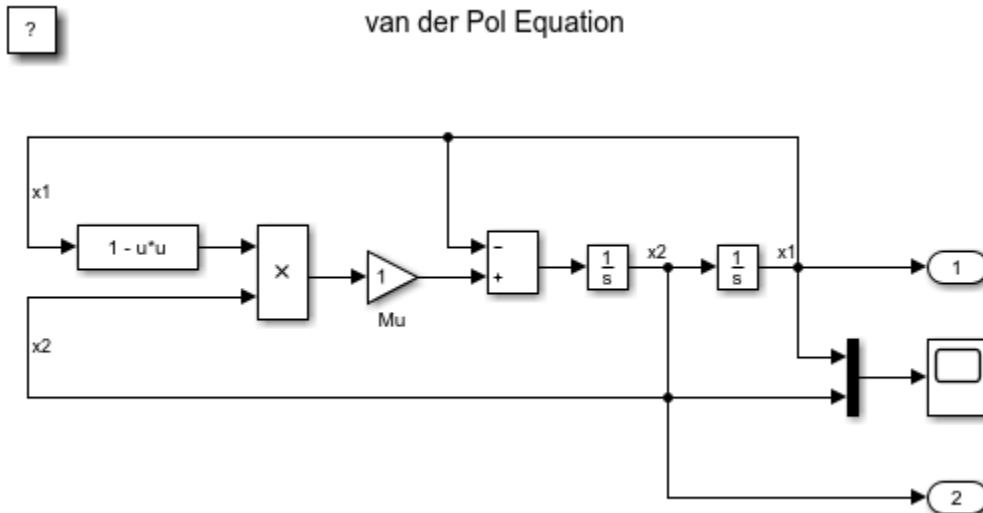 ?
van der Pol Equation
x1
1 - u*u
×
1
Mu
x2
−
+
1
s
x2
1
s
x1
1
2